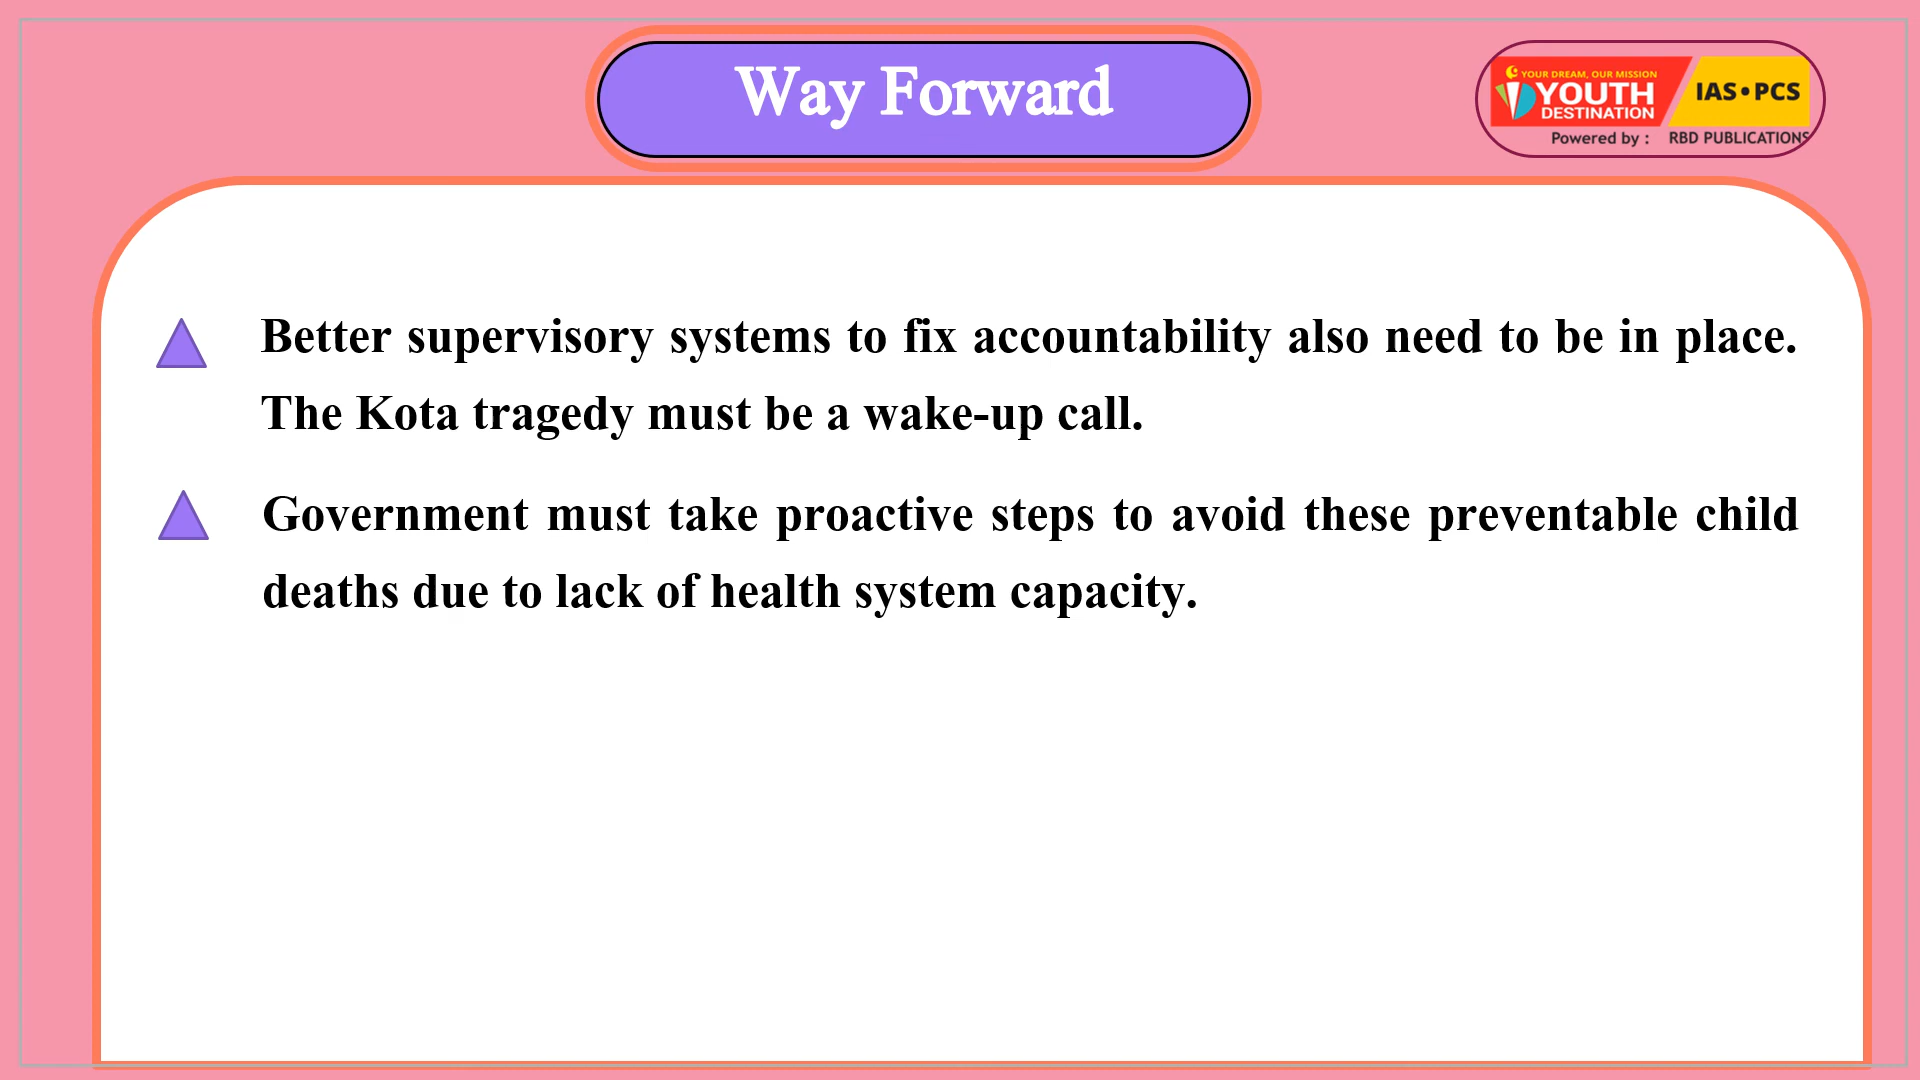 Way Forward
YOUR DREAM, OUR MISSION
YOUTH
DESTINATION
IAS•PCS
Powered by : RBD PUBLICATIONS
Better supervisory systems to fix accountability also need to be in place.
The Kota tragedy must be a wake-up call.
Government must take proactive steps to avoid these preventable child
deaths due to lack of health system capacity.